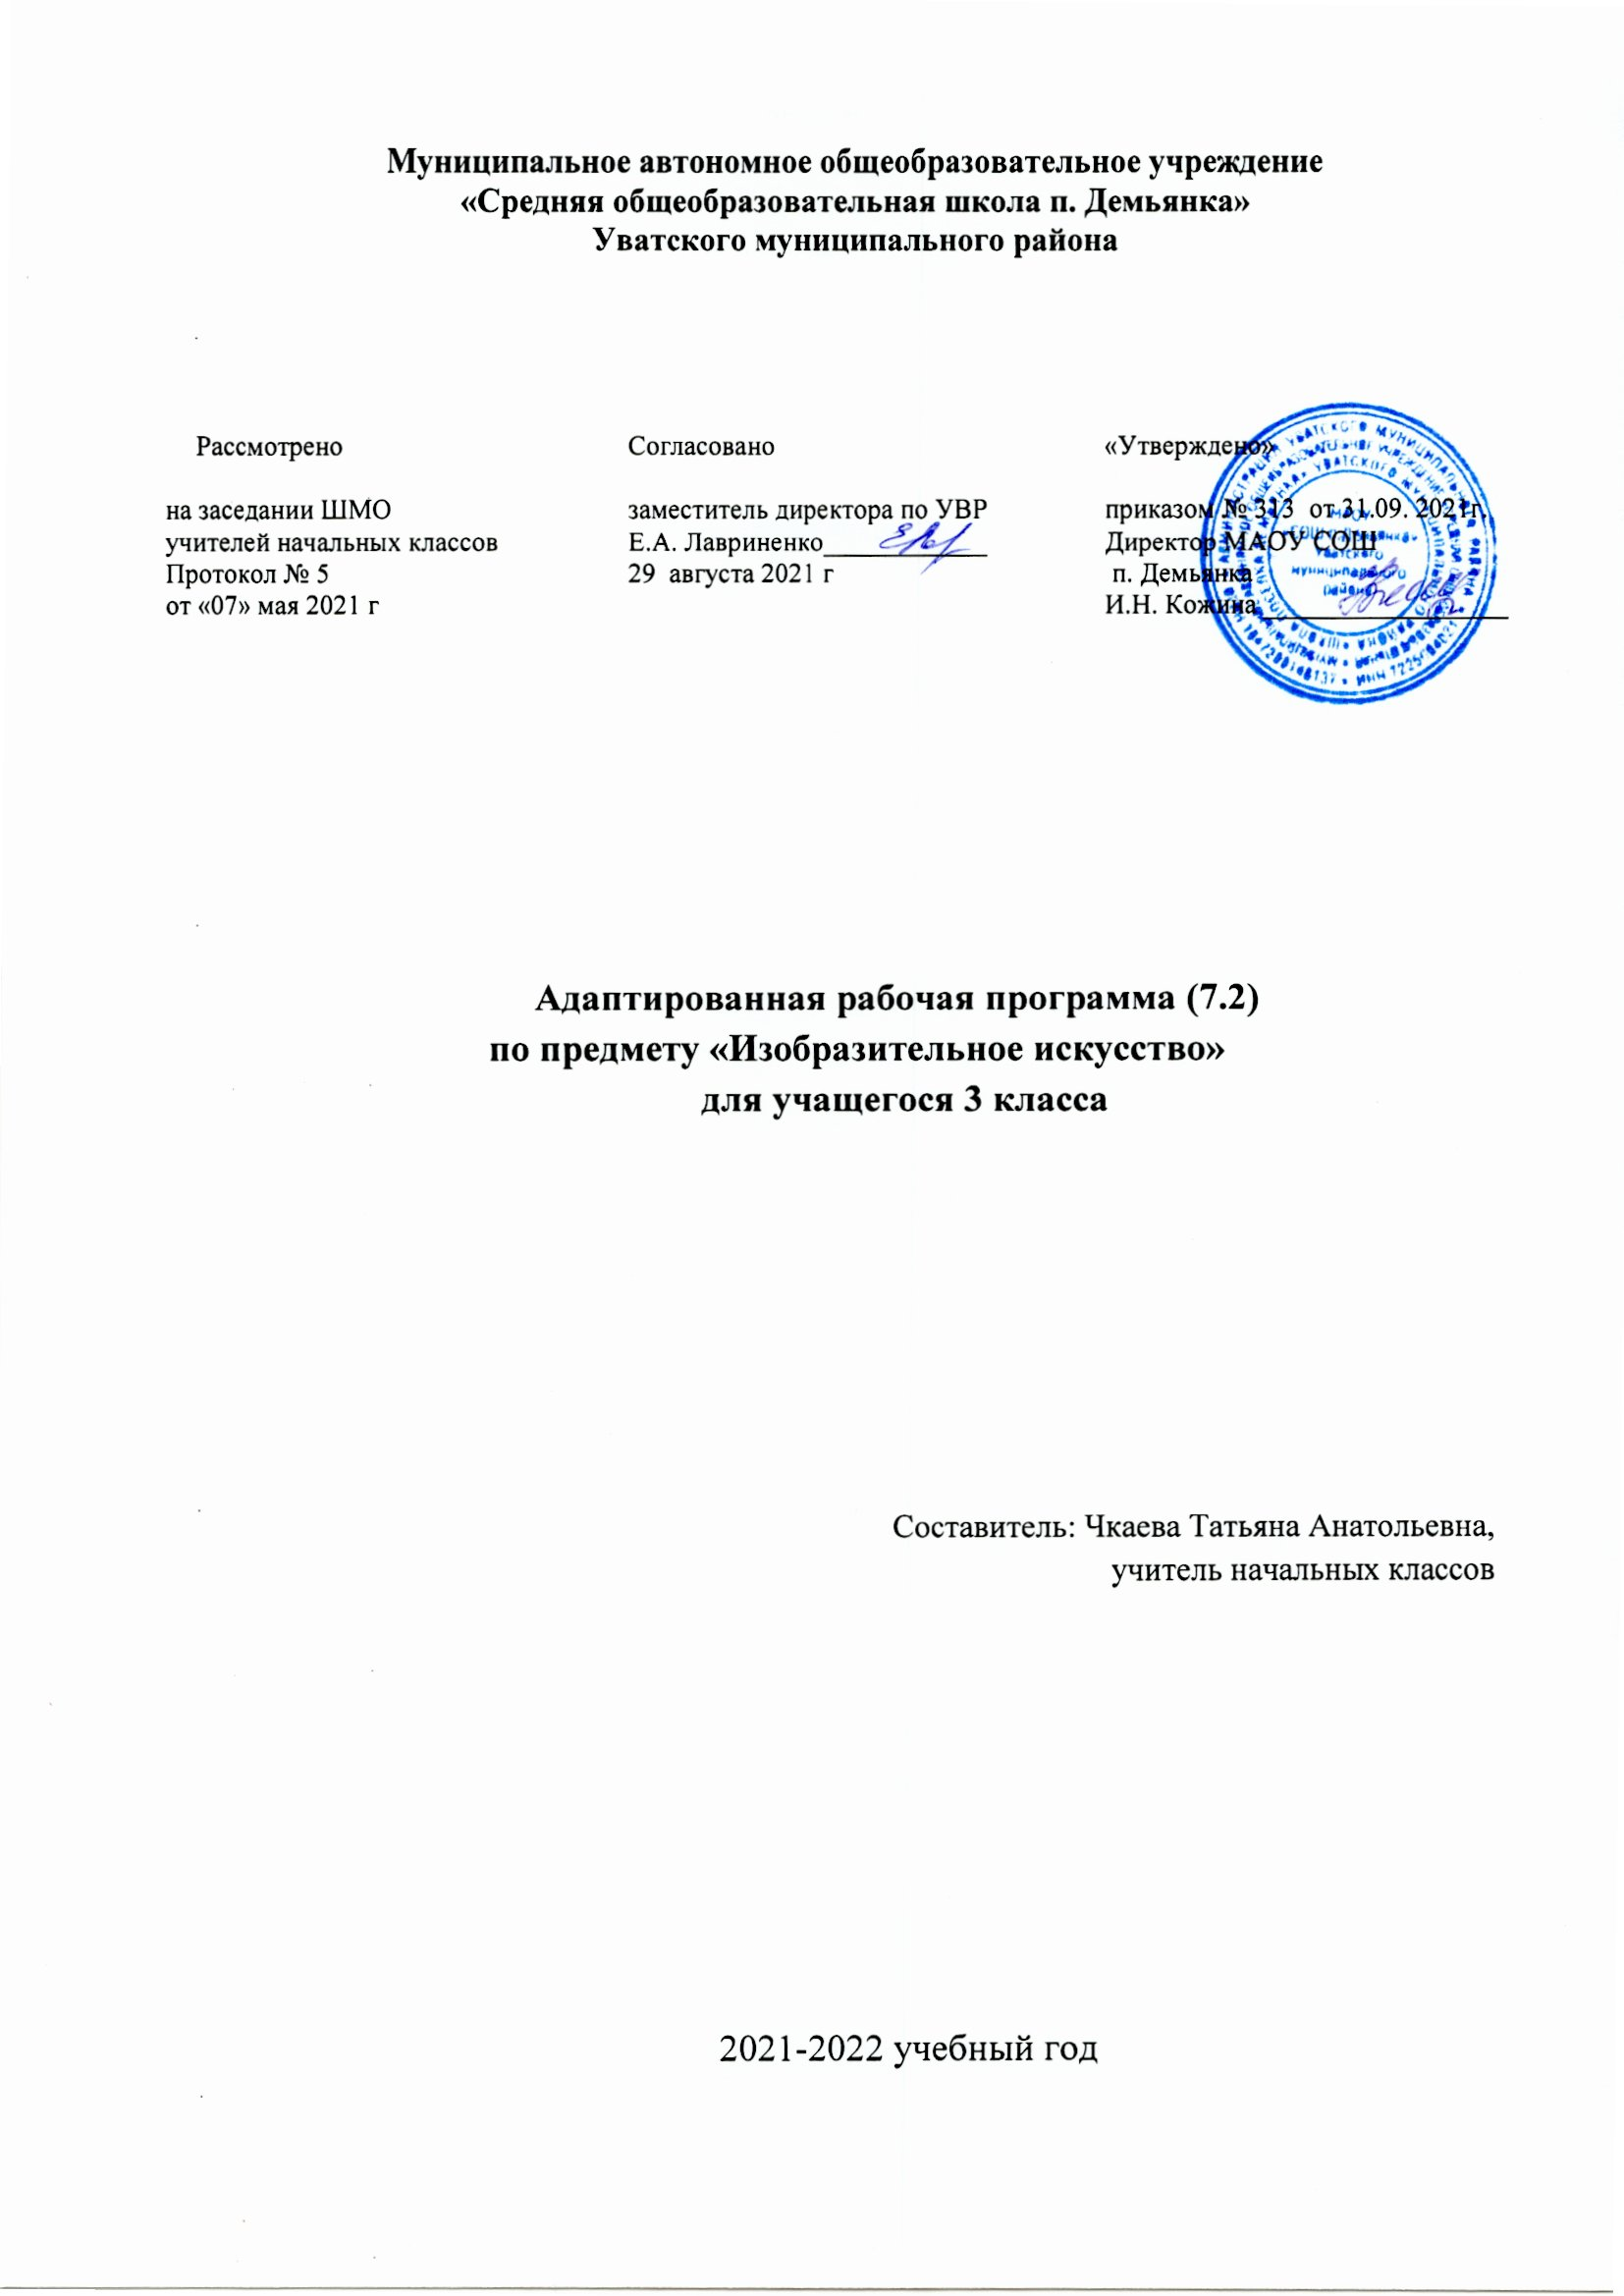 Муниципальное автономное общеобразовательное учреждение
«Средняя общеобразовательная школа п. Демьянка»
Уватского муниципального района
Рассмотрено
на заседании ШМО
учителей начальных классов
Протокол № 5
от «07» мая 2021 г
Согласовано
заместитель директора по УВР
Е.А. Лавриненко
29 августа 2021 г
«Утверждено»
приказом № 313 от 31.09. 2021г.
Директор МАОУ СОШ
п. Демьянка
И.Н. Кожина
Адаптированная рабочая программа (7.2)
по предмету «Изобразительное искусство»
для учащегося 3 класса
Составитель: Чкаева Татьяна Анатольевна,
учитель начальных классов
2021-2022 учебный год